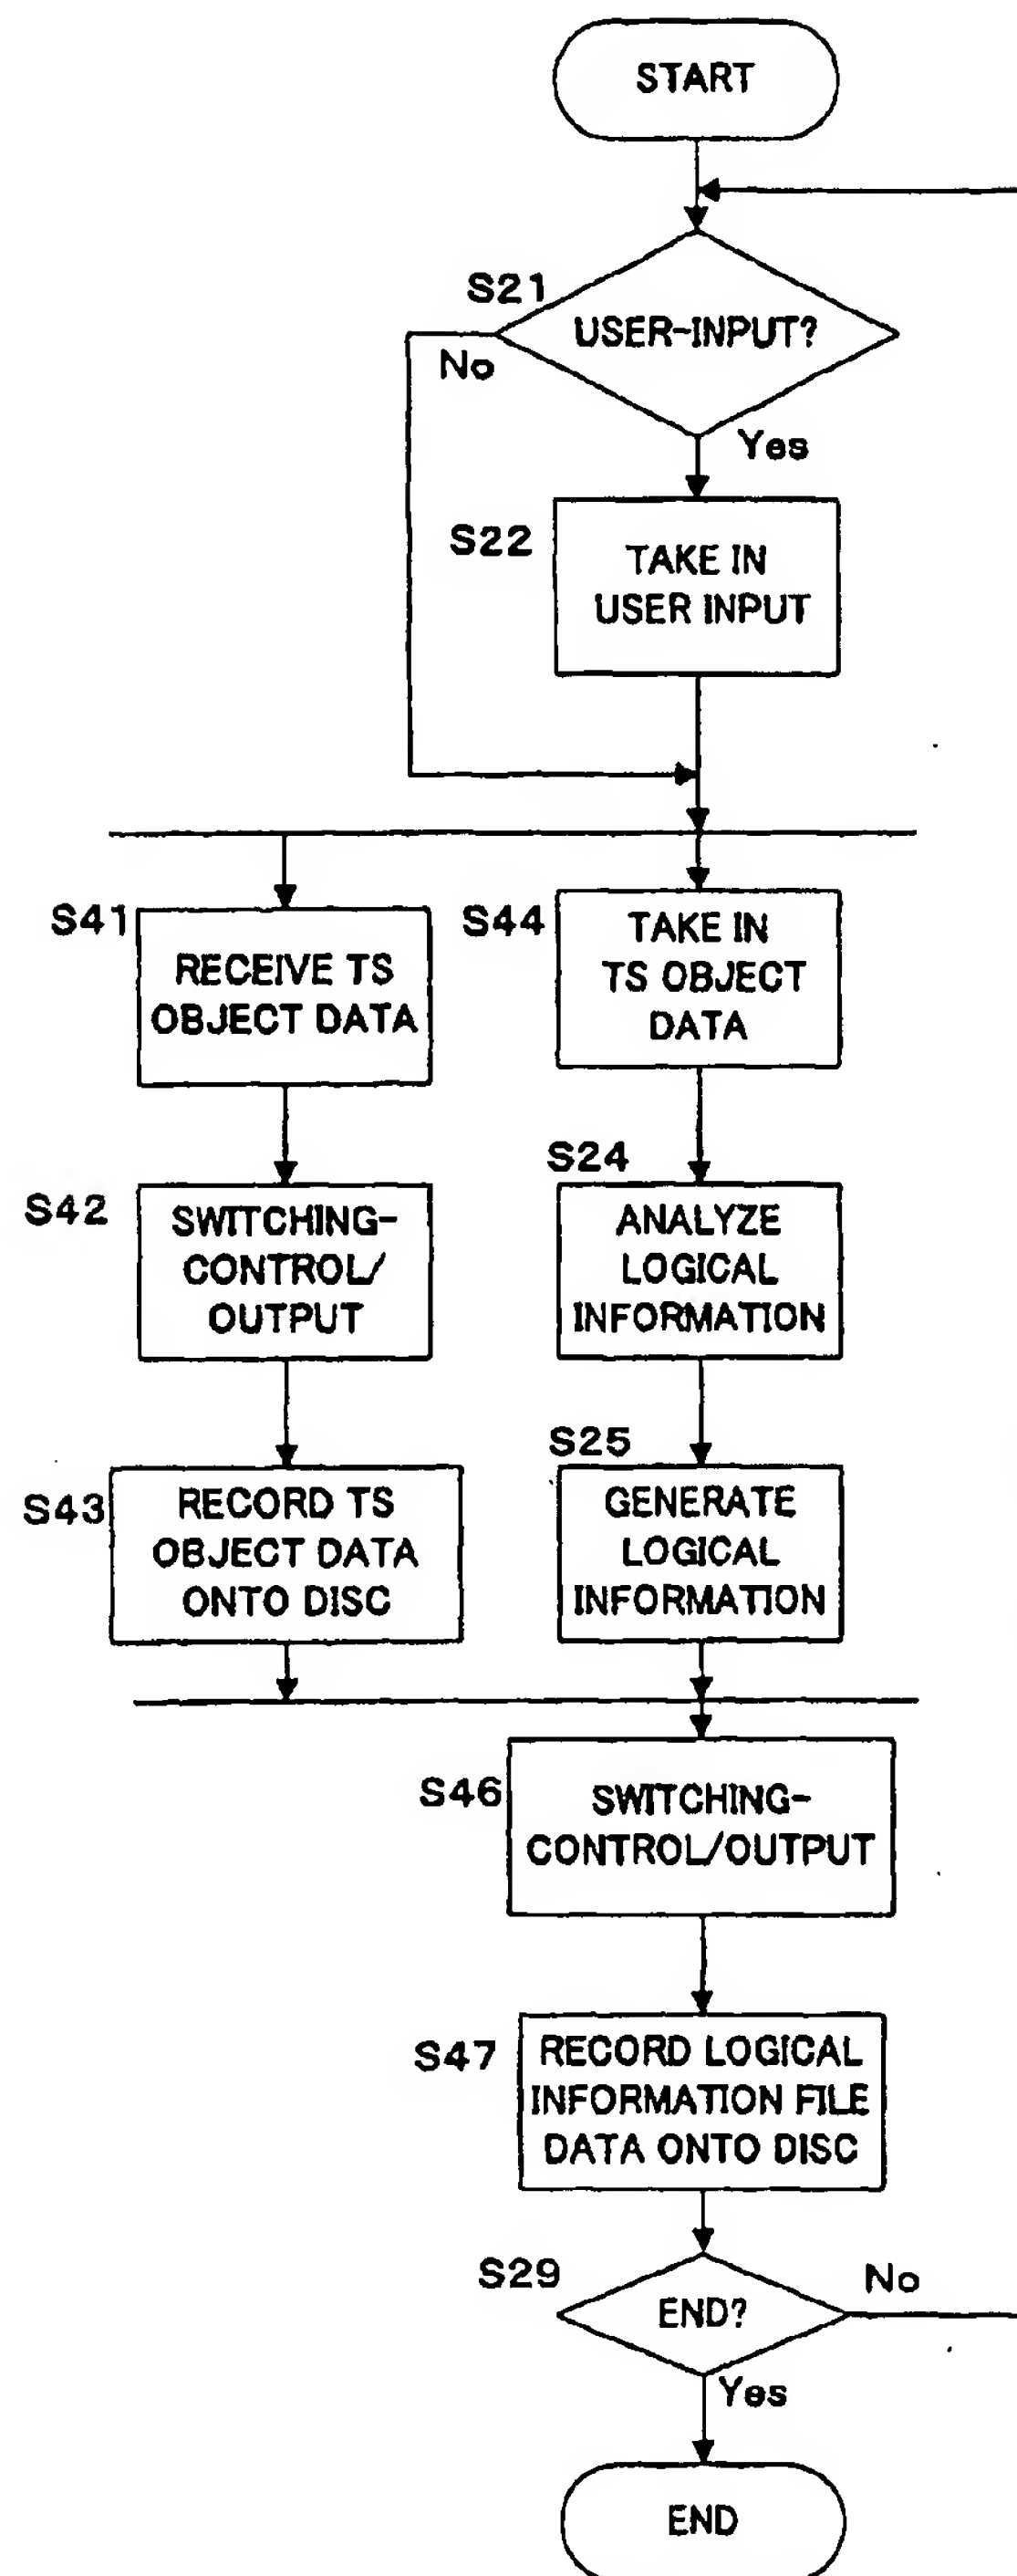 START
S21
USER-INPUT?
No
Yes
S22
TAKE IN
USER INPUT
S41
RECEIVE TS
OBJECT DATA
S44
TAKE IN
TS OBJECT
DATA
S42
SWITCHING-
CONTROL/
OUTPUT
S24
ANALYZE
LOGICAL
INFORMATION
S43
RECORD TS
OBJECT DATA
ONTO DISC
S25
GENERATE
LOGICAL
INFORMATION
S46
SWITCHING-
CONTROL/OUTPUT
S47
RECORD LOGICAL
INFORMATION FILE
DATA ONTO DISC
S29
END?
No
Yes
END